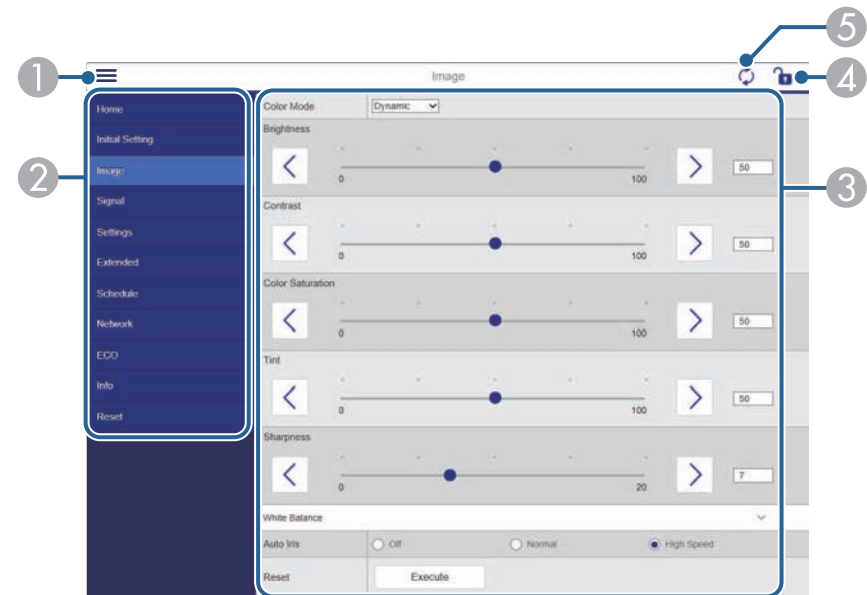 5
1
Image
4
Home
Color Mode
Dynamic
Initial Setting
Brightness
2
Image
0
100
50
3
Signal
Contrast
Settings
0
100
50
Extended
Color Saturation
Schedule
Network
0
100
50
ECO
Tint
Info
0
100
50
Reset
Sharpness
0
20
7
White Balance
Auto Iris
Off
Normal
High Speed
Reset
Execute